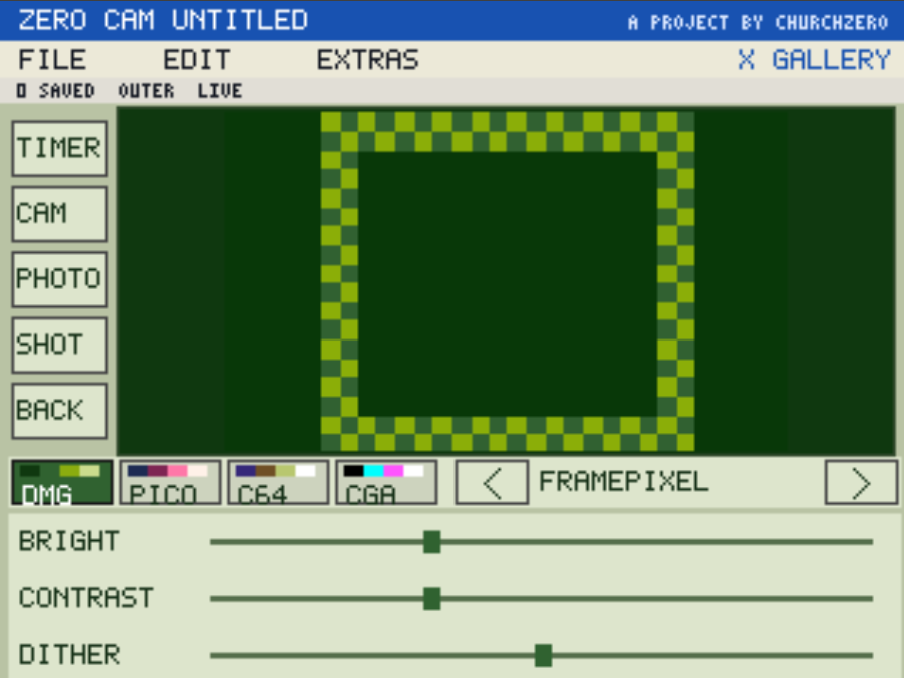 ZERO CAM UNTITLED A PROJECT BY CHURCHZERO
FILE EDIT EXTRAS X GALLERY
0 SAVED OUTER LIVE
TIMER
CAM
PHOTO
SHOT
BACK
DMG PICO C64 CGA < FRAMEPIXEL >
BRIGHT
CONTRAST
DITHER